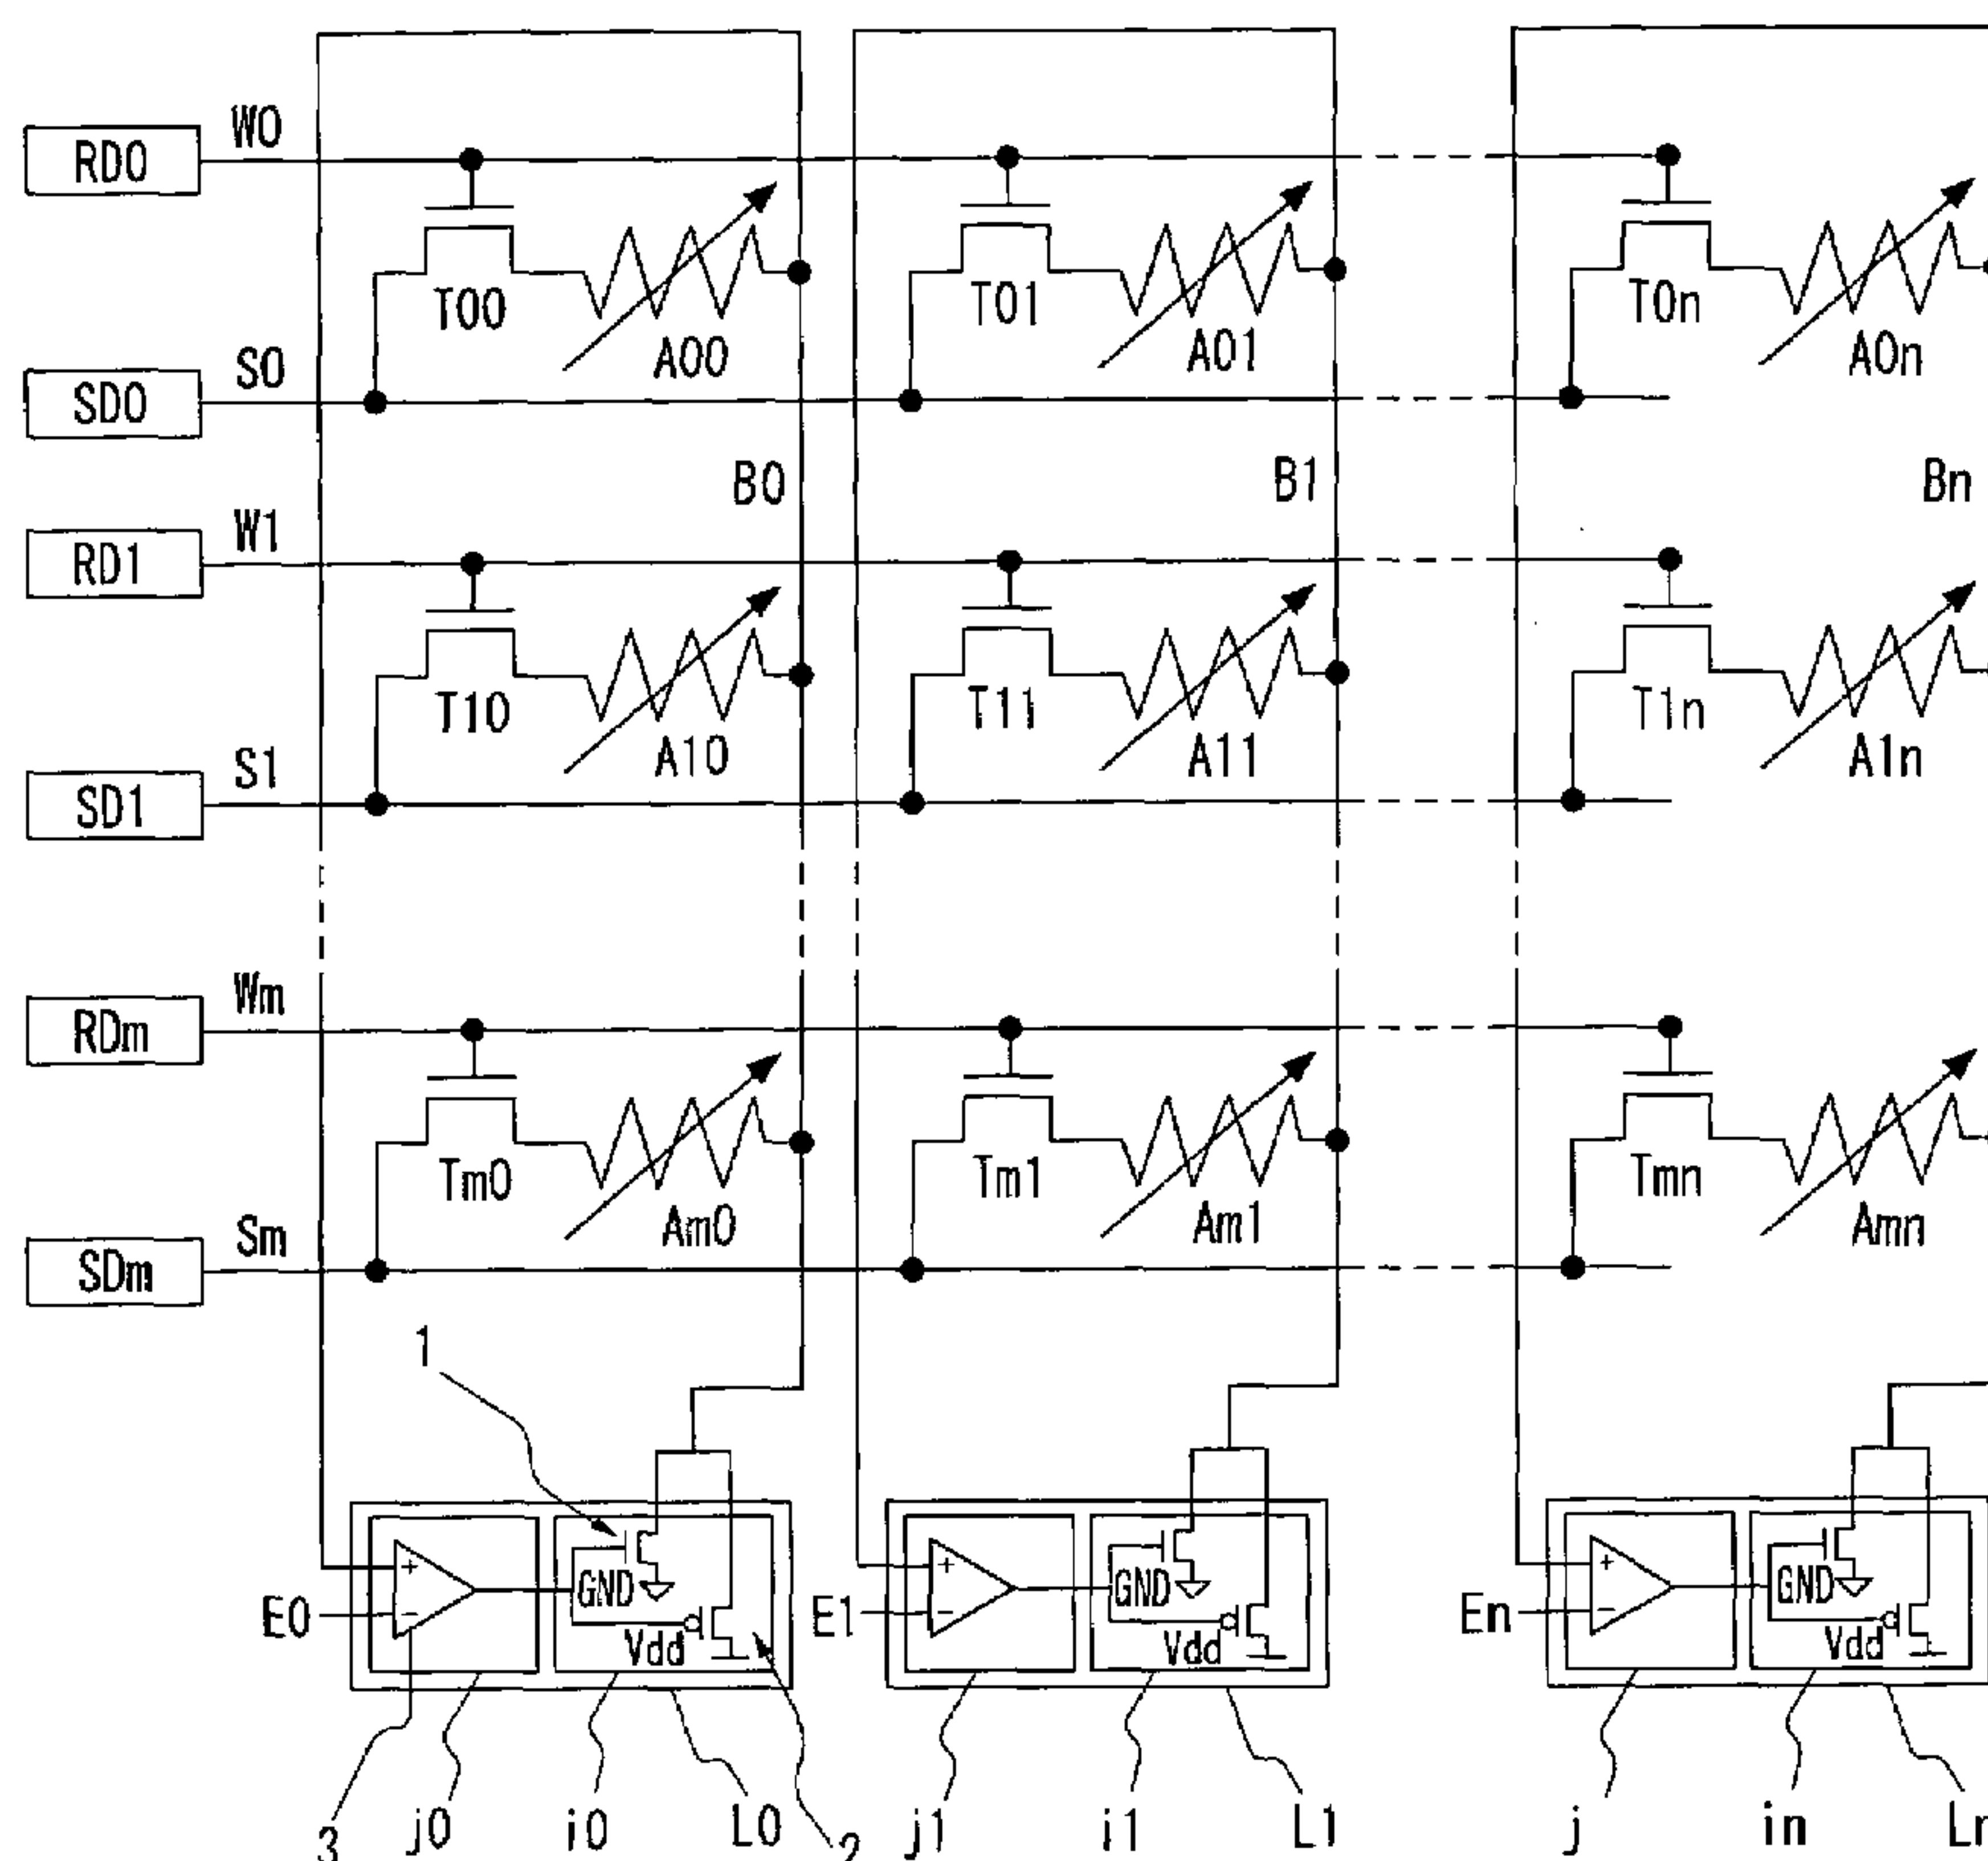 W0
RD0
T00 T01 T0n
A00 A01 A0n
S0
SD0
B0 B1 Bn
W1
RD1
T10 T11 T1n
A10 A11 A1n
S1
SD1
Wm
RDm
Tm0 Tm1 Tmn
Am0 Am1 Amn
Sm
SDm
1
+ + +
GND GND GND
E0 − E1 − En −
Vdd Vdd Vdd
3 j0 i0 L0 2 j1 i1 L1 j in